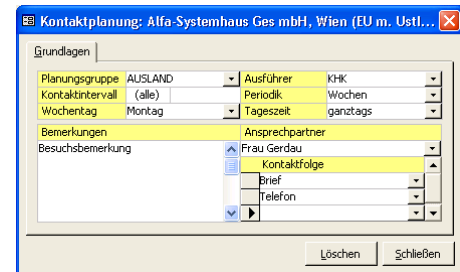 Kontaktplanung: Alfa-Systemhaus Ges mbH, Wien (EU m. Ustl...
Grundlagen
Planungsgruppe AUSLAND Ausführer KHK
Kontaktintervall (alle) Periodik Wochen
Wochentag Montag Tageszeit ganztags
Bemerkungen Ansprechpartner
Besuchsbemerkung Frau Gerdau
Kontaktfolge
Brief
Telefon
Löschen Schließen